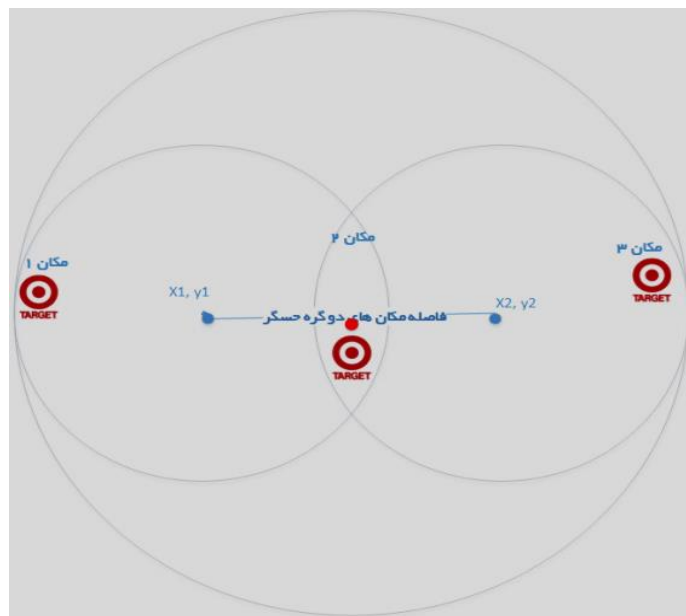 مکان ۲
مکان ۳
مکان ۱
TARGET
X1, y1
X2, y2
TARGET
فاصله مکان های دو گره حسگر
TARGET